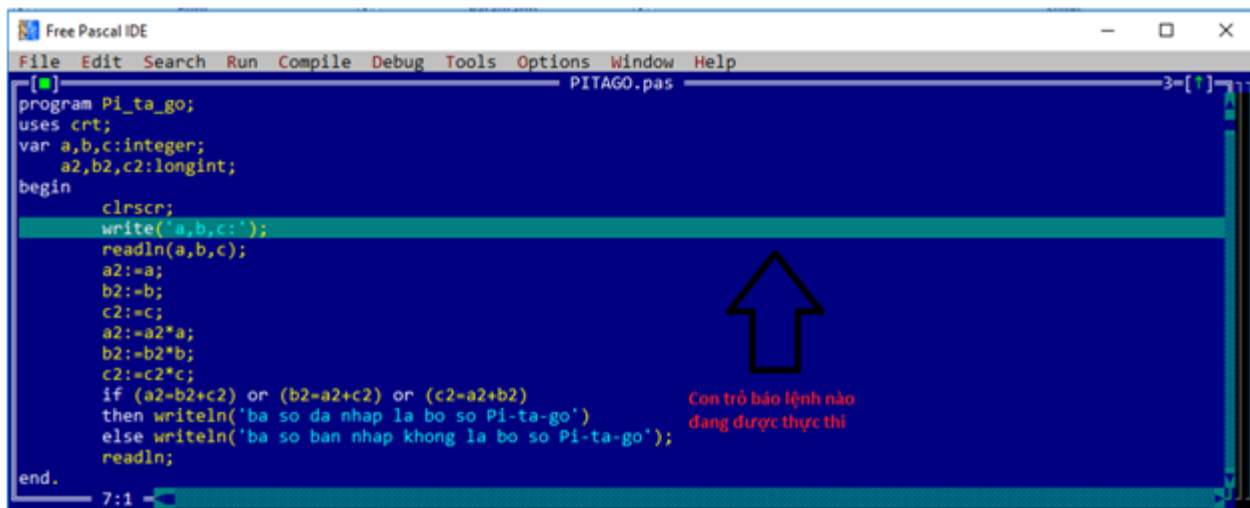 Free Pascal IDE
File Edit Search Run Compile Debug Tools Options Window Help
PITAGO.pas 3=[↑]
program Pi_ta_go;
uses crt;
var a,b,c:integer;
a2,b2,c2:longint;
begin
clrscr;
write('a,b,c:');
readln(a,b,c);
a2:=a;
b2:=b;
c2:=c;
a2:=a2*a;
b2:=b2*b;
c2:=c2*c;
if (a2=b2+c2) or (b2=a2+c2) or (c2=a2+b2)
then writeln('ba so da nhap la bo so Pi-ta-go')
else writeln('ba so ban nhap khong la bo so Pi-ta-go');
readln;
end.
Con trỏ báo lệnh nào
đang được thực thi
7:1